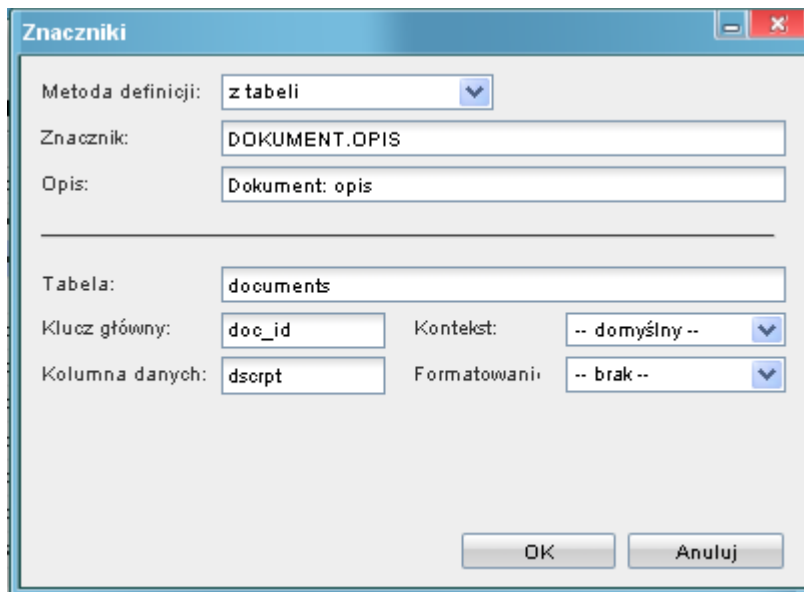 Znaczniki
Metoda definicji: z tabeli
Znacznik: DOKUMENT.OPIS
Opis: Dokument: opis
Tabela: documents
Klucz główny: doc_id Kontekst: -- domyślny --
Kolumna danych: dscrpt Formatowani -- brak --
OK Anuluj